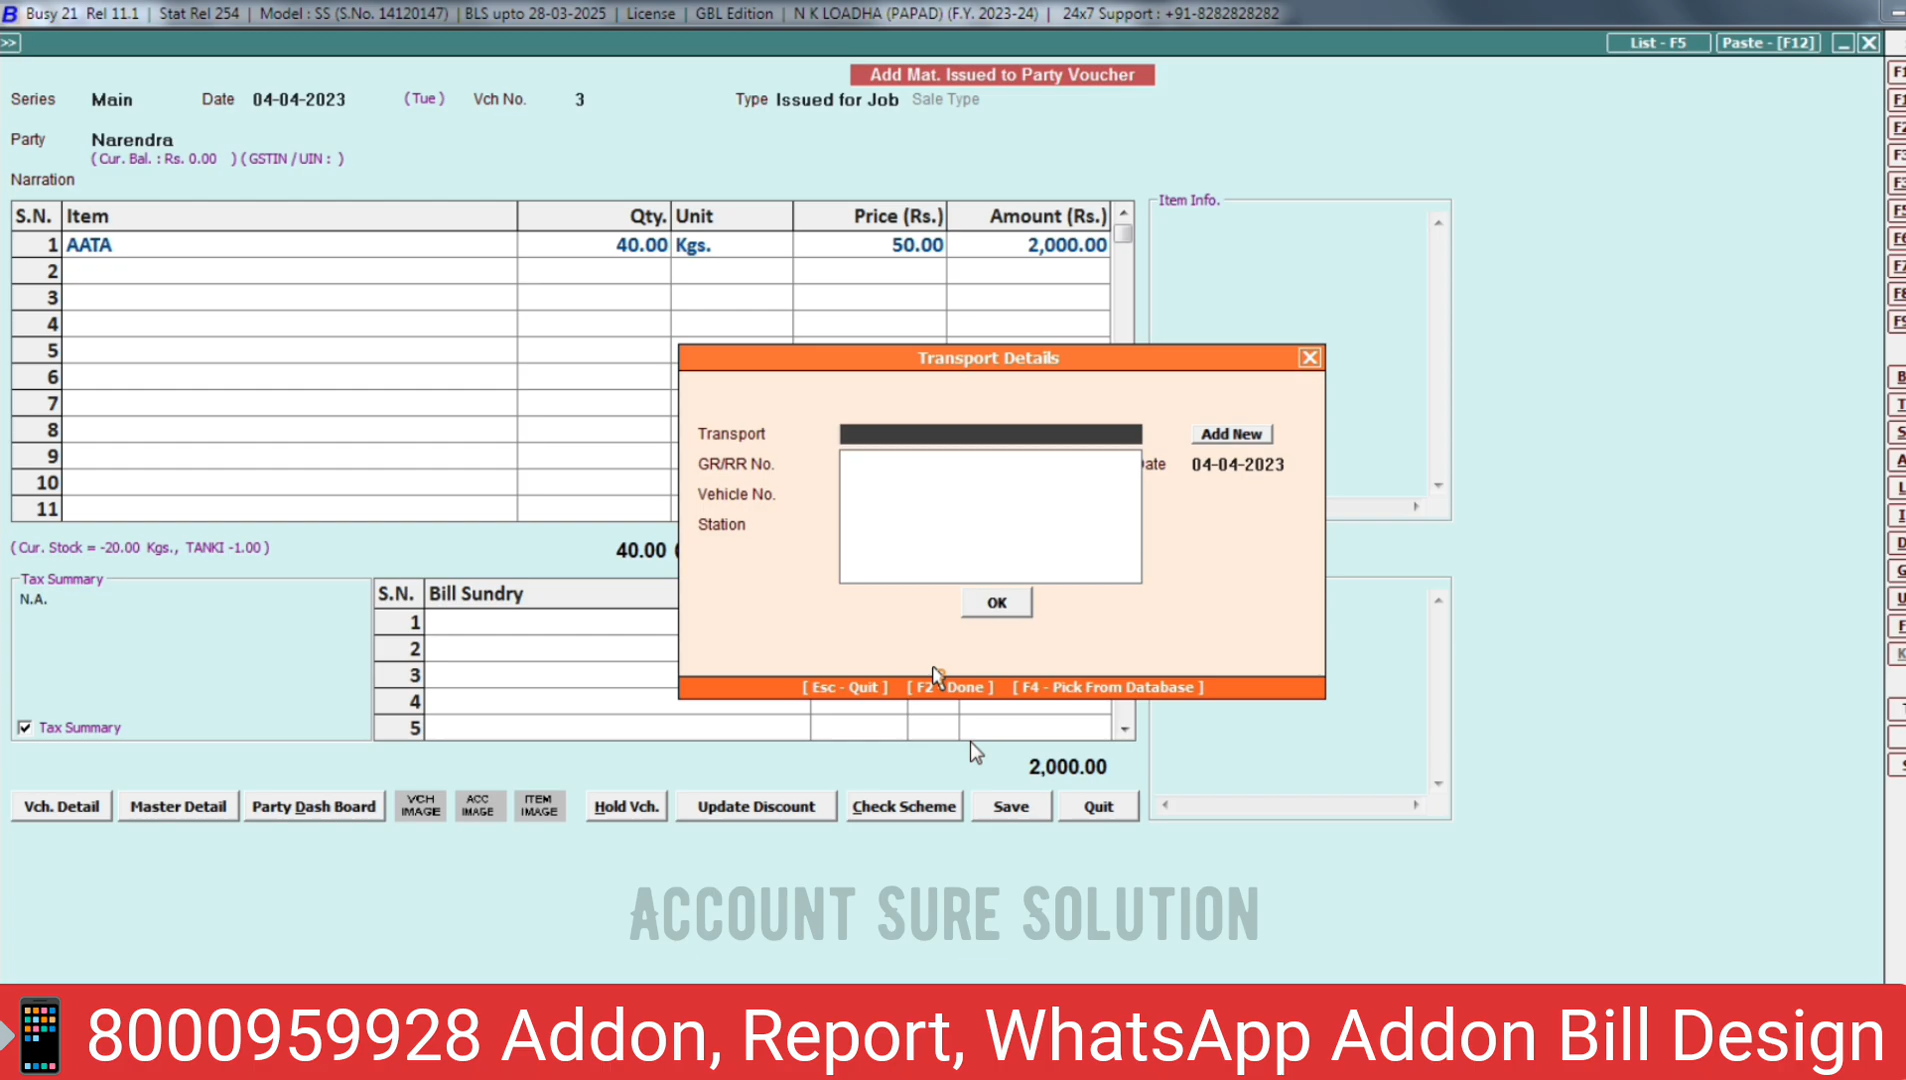 Busy 21 Rel 11.1 | Stat Rel 254 | Model : SS (S.No. 14120147) | BLS upto 28-03-2025 | License | GBL Edition | N K LOADHA (PAPAD) (F.Y. 2023-24) | 24x7 Support : +91-8282828282
>> List - F5 Paste - [F12]
Add Mat. Issued to Party Voucher
Series Main Date 04-04-2023 ( Tue ) Vch No. 3 Type Issued for Job Sale Type
Party Narendra
( Cur. Bal. : Rs. 0.00 ) ( GSTIN / UIN : )
Narration
Item Info.
S.N. Item Qty. Unit Price (Rs.) Amount (Rs.)
1 AATA 40.00 Kgs. 50.00 2,000.00
2
3
4
5
6
7
8
9
10
11
Transport Details
Transport Add New
GR/RR No. ate 04-04-2023
Vehicle No.
Station
OK
[ Esc - Quit ] [ F2 - Done ] [ F4 - Pick From Database ]
( Cur. Stock = -20.00 Kgs., TANKI -1.00 ) 40.00
Tax Summary
N.A.
Tax Summary
S.N. Bill Sundry
1
2
3
4
5
2,000.00
Vch. Detail Master Detail Party Dash Board VCH IMAGE ACC IMAGE ITEM IMAGE Hold Vch. Update Discount Check Scheme Save Quit
ACCOUNT SURE SOLUTION
8000959928 Addon, Report, WhatsApp Addon Bill Design